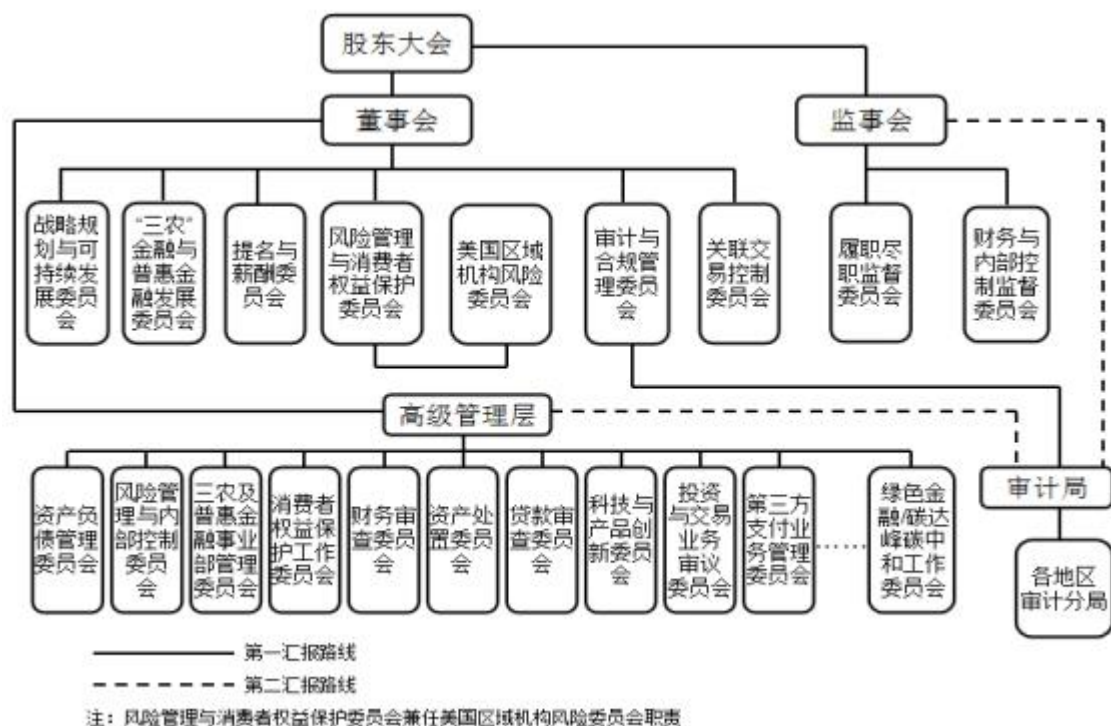 股东大会
董事会
监事会
战略规
划与可
持续发
展委员
会
“三农”
金融与
普惠金
融发展
委员会
提名与
薪酬委
员会
风险管理
与消费者
权益保护
委员会
美国区域
机构风险
委员会
审计与
合规管
理委员
会
关联交
易控制
委员会
履职尽
职监督
委员会
财务与
内部控
制监督
委员会
高级管理层
资产负
债管理
委员会
风险管
理与内
部控制
委员会
三农及
普惠金
融事业
部管理
委员会
消费者
权益保
护工作
委员会
财务审
查委员
会
资产处
置委员
会
贷款审
查委员
会
科技与
产品创
新委员
会
投资
与交易
业务
审议
委员会
第三方
支付业
务管理
委员会
绿色金
融/碳达
峰碳中
和工作
委员会
审计局
各地区
审计分局
第一汇报路线
第二汇报路线
注：风险管理与消费者权益保护委员会兼任美国区域机构风险委员会职责